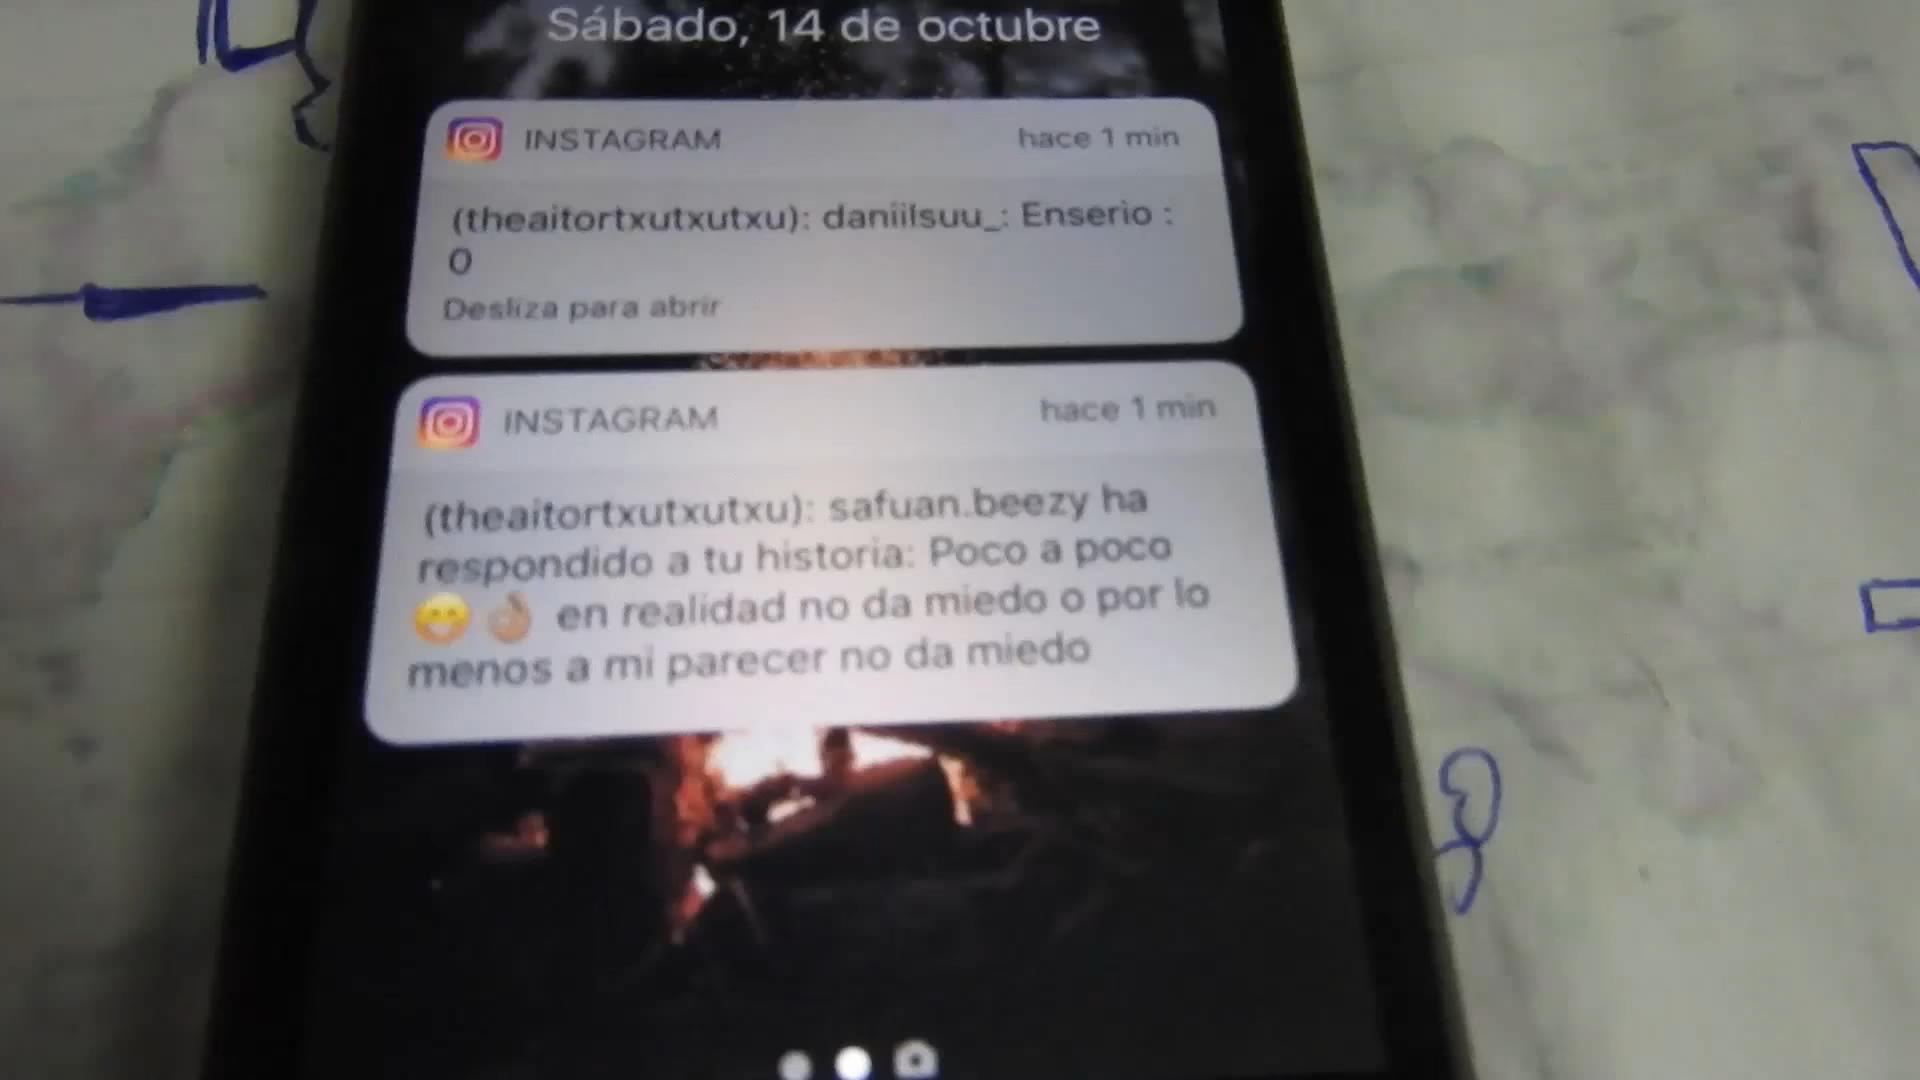 Sábado, 14 de octubre
INSTAGRAM
hace 1 min
(theaitortxutxutxu): daniilsuu_: Enserio :
0
Desliza para abrir
INSTAGRAM
hace 1 min
(theaitortxutxutxu): safuan.beezy ha
respondido a tu historia: Poco a poco
😁👌🏼 en realidad no da miedo o por lo
menos a mi parecer no da miedo